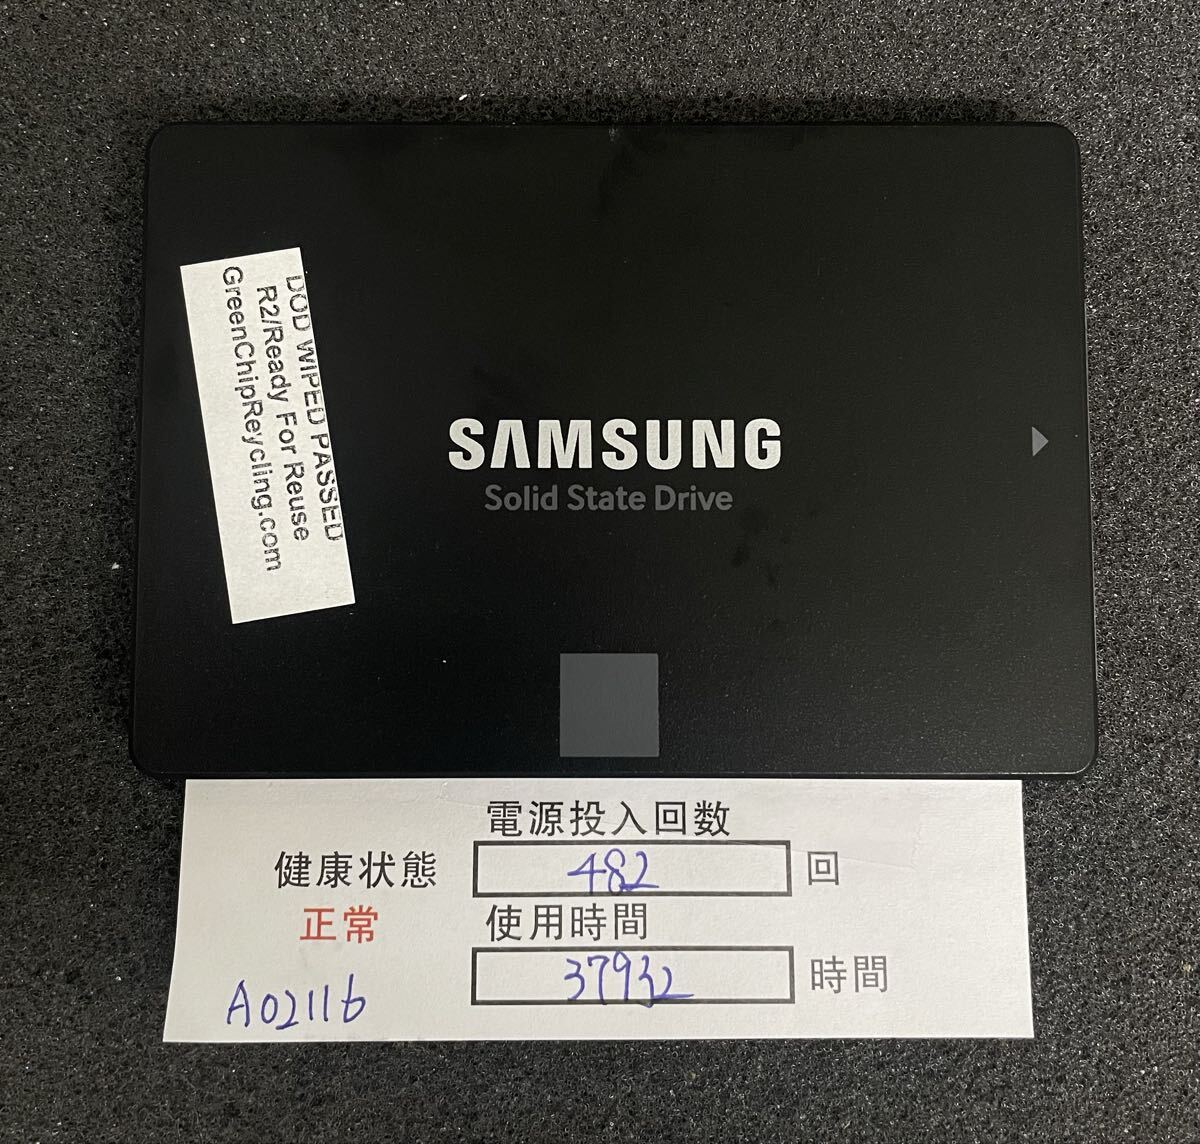 DOD WIPED PASSED
R2/Ready For Reuse
GreenChipReycling.com
SAMSUNG
Solid State Drive
電源投入回数
健康状態 482 回
正常 使用時間
37932 時間
A02116